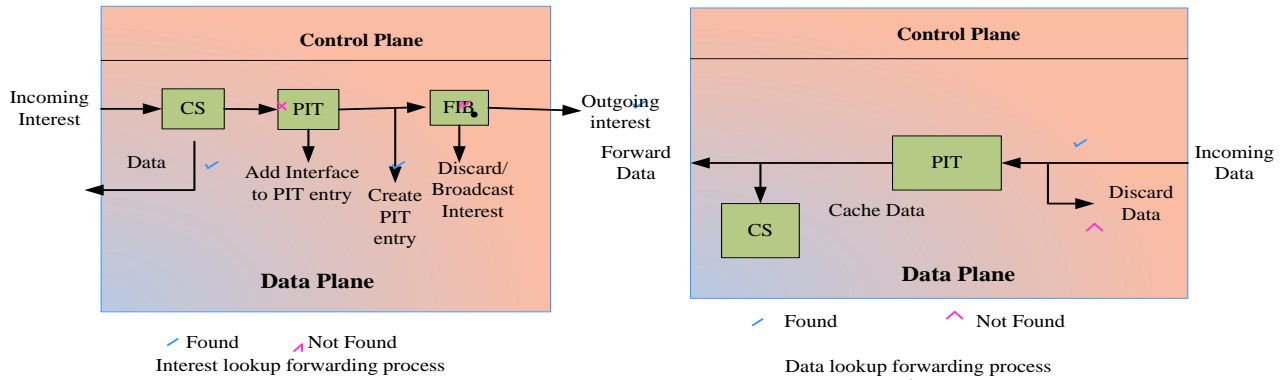 Control Plane
Incoming
Interest
CS
PIT
FIB
Outgoing
interest
Data
Add Interface
to PIT entry
Create
PIT
entry
Discard/
Broadcast
Interest
Data Plane
Found
Not Found
Interest lookup forwarding process
Control Plane
Forward
Data
PIT
Incoming
Data
Cache Data
CS
Discard
Data
Data Plane
Found
Not Found
Data lookup forwarding process